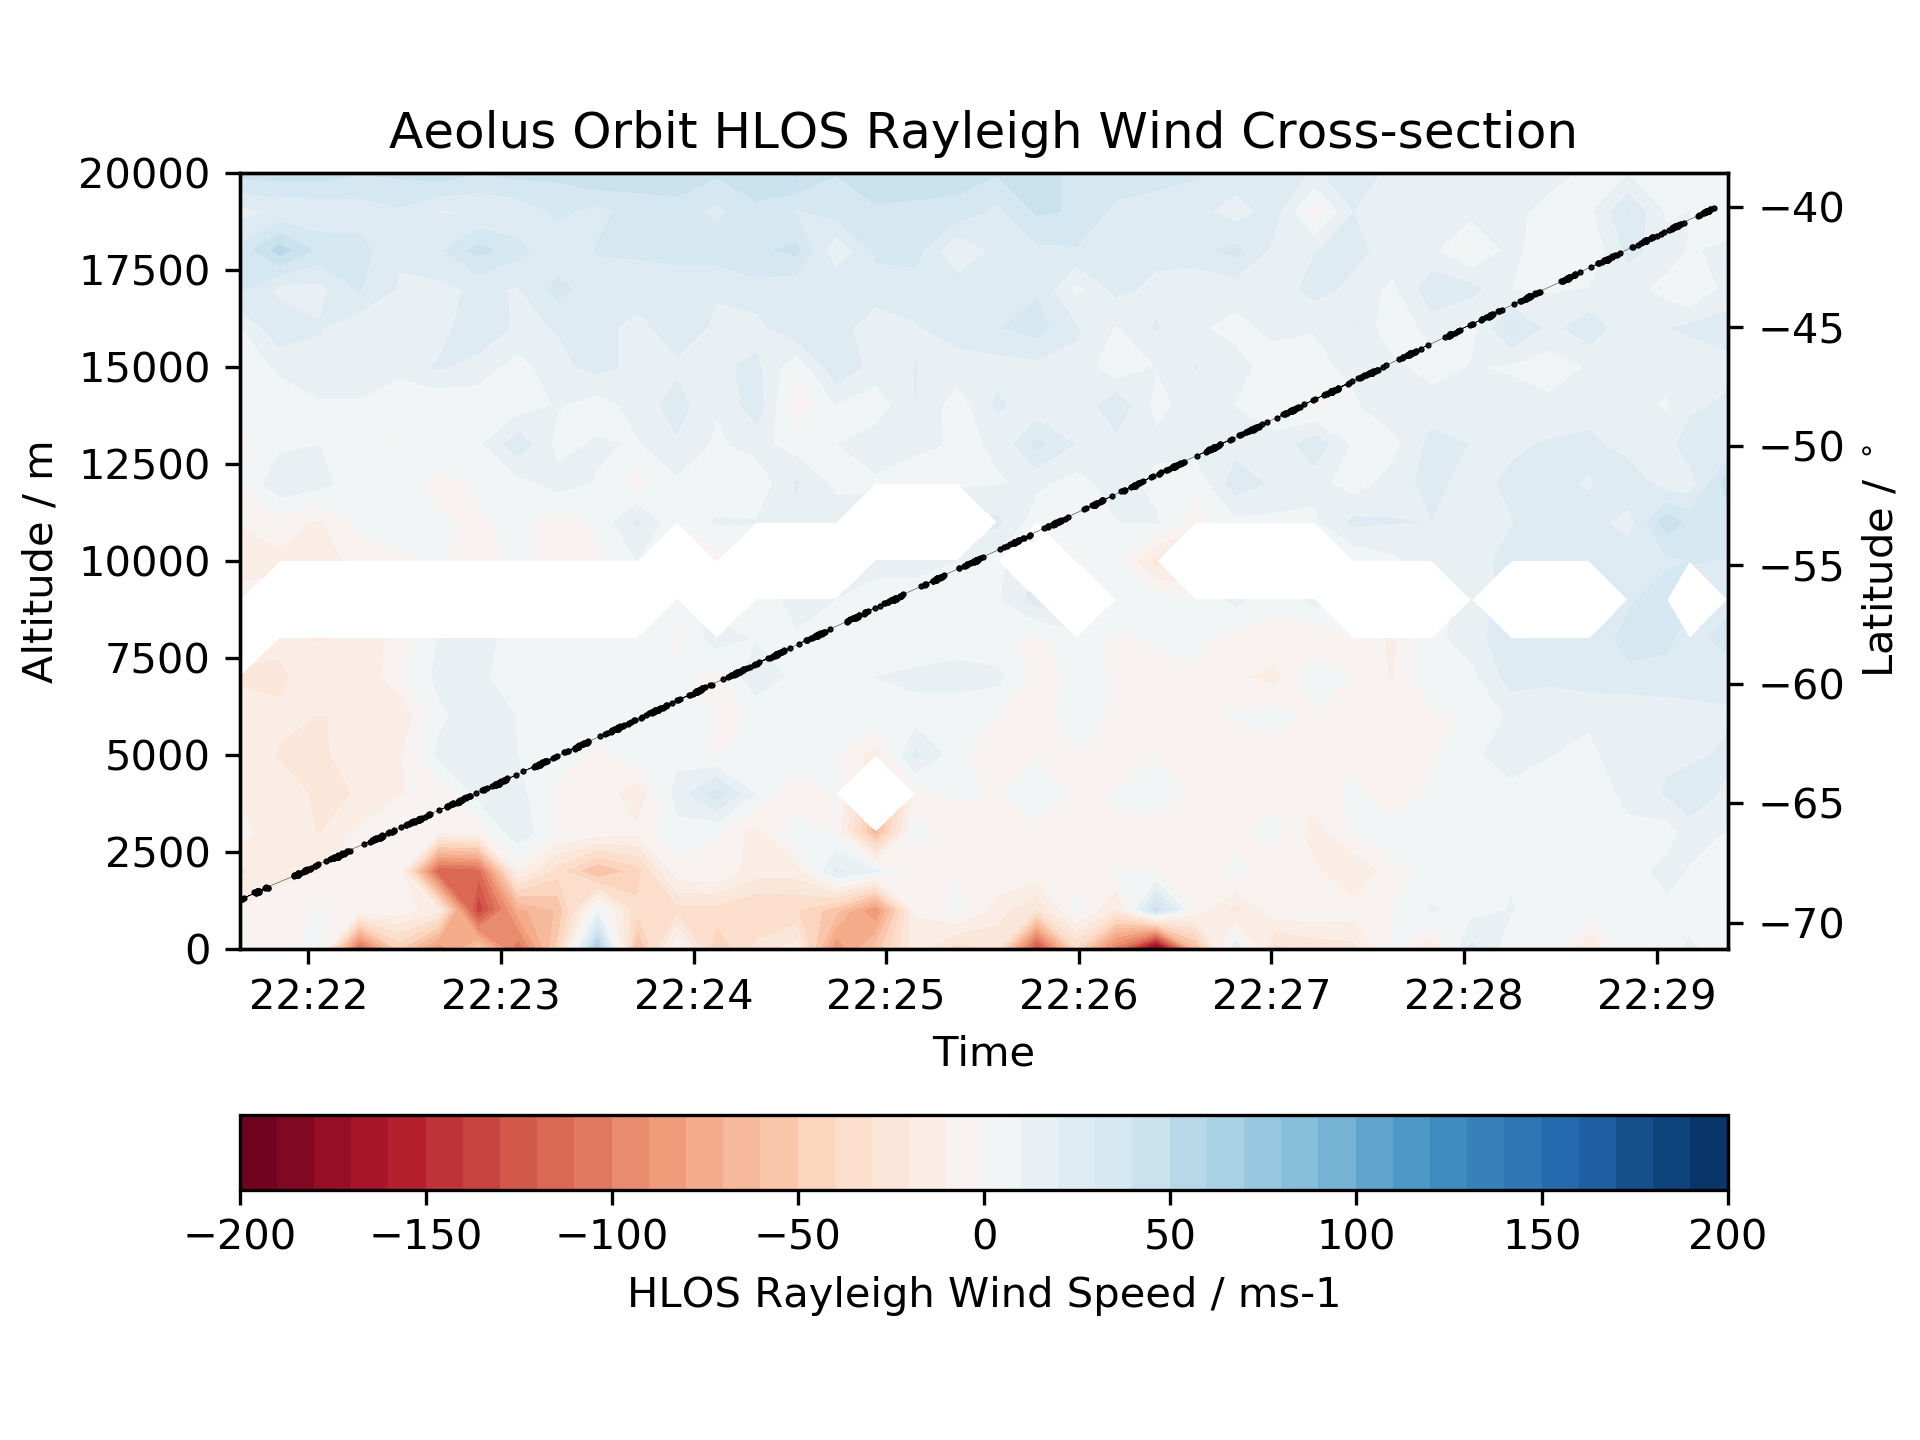 Aeolus Orbit HLOS Rayleigh Wind Cross-section
20000
17500
15000
12500
10000
7500
5000
2500
0
Altitude / m
−40
−45
−50
−55
−60
−65
−70
Latitude / °
22:22 22:23 22:24 22:25 22:26 22:27 22:28 22:29
Time
−200 −150 −100 −50 0 50 100 150 200
HLOS Rayleigh Wind Speed / ms-1